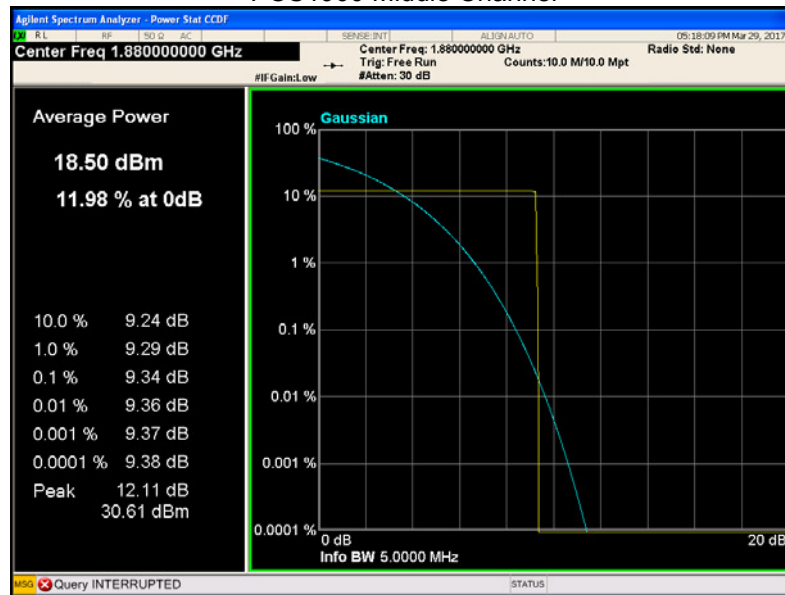 Agilent Spectrum Analyzer - Power Stat CCDF
RL RF 50 Ω AC SENSE:INT ALIGN AUTO 05:18:09 PM Mar 29, 2017
Center Freq 1.880000000 GHz
Center Freq: 1.880000000 GHz Radio Std: None
Trig: Free Run Counts:10.0 M/10.0 Mpt
#IFGain:Low #Atten: 30 dB
Average Power
18.50 dBm
11.98 % at 0dB
10.0 % 9.24 dB
1.0 % 9.29 dB
0.1 % 9.34 dB
0.01 % 9.36 dB
0.001 % 9.37 dB
0.0001 % 9.38 dB
Peak 12.11 dB
30.61 dBm
Gaussian
100 %
10 %
1 %
0.1 %
0.01 %
0.001 %
0.0001 %
0 dB 20 dB
Info BW 5.0000 MHz
MSG Query INTERRUPTED STATUS